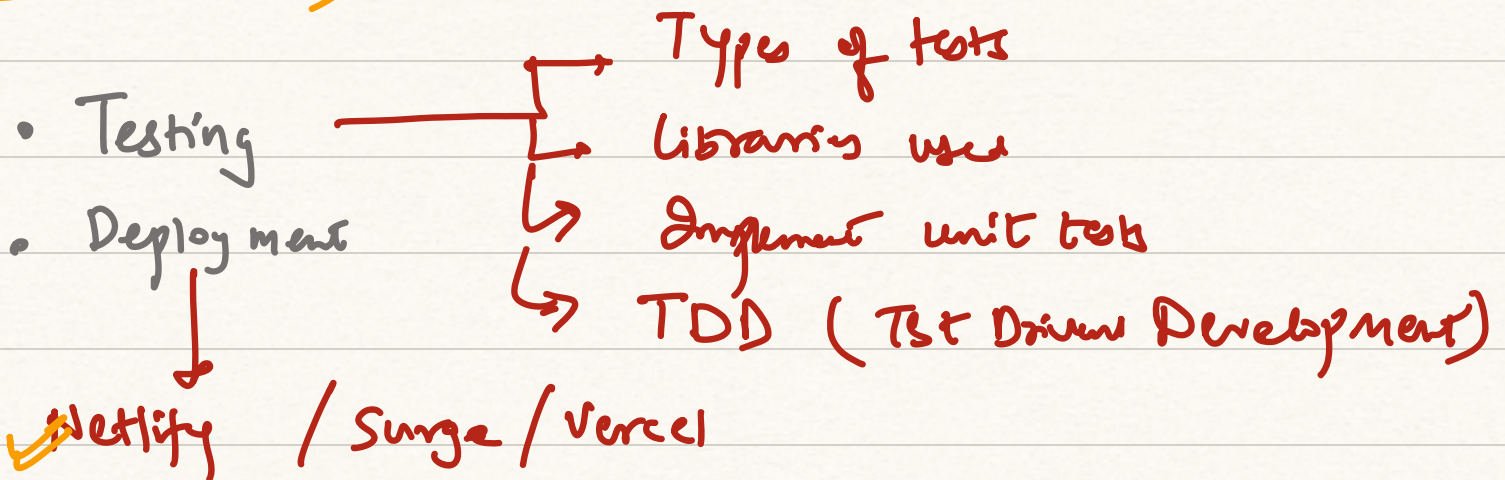 Types of tests
• Testing
Libraries used
• Deployment
Implement unit tests
TDD (Test Driven Development)
Netlify / Surge / Vercel